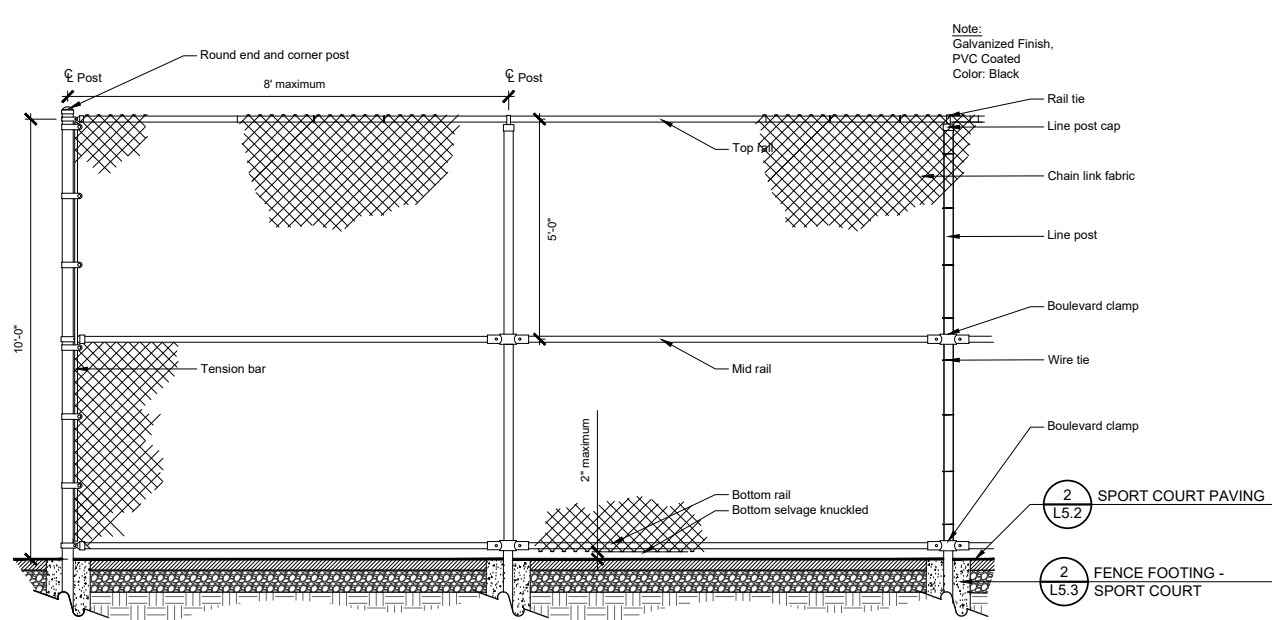 Note:
Galvanized Finish,
PVC Coated
Color: Black
Round end and corner post
℄ Post
8' maximum
℄ Post
Rail tie
Line post cap
Top rail
Chain link fabric
5'-0"
Line post
10'-0"
Boulevard clamp
Tension bar
Mid rail
Wire tie
2" maximum
Boulevard clamp
Bottom rail
Bottom selvage knuckled
2
L5.2
SPORT COURT PAVING
2
L5.3
FENCE FOOTING -
SPORT COURT